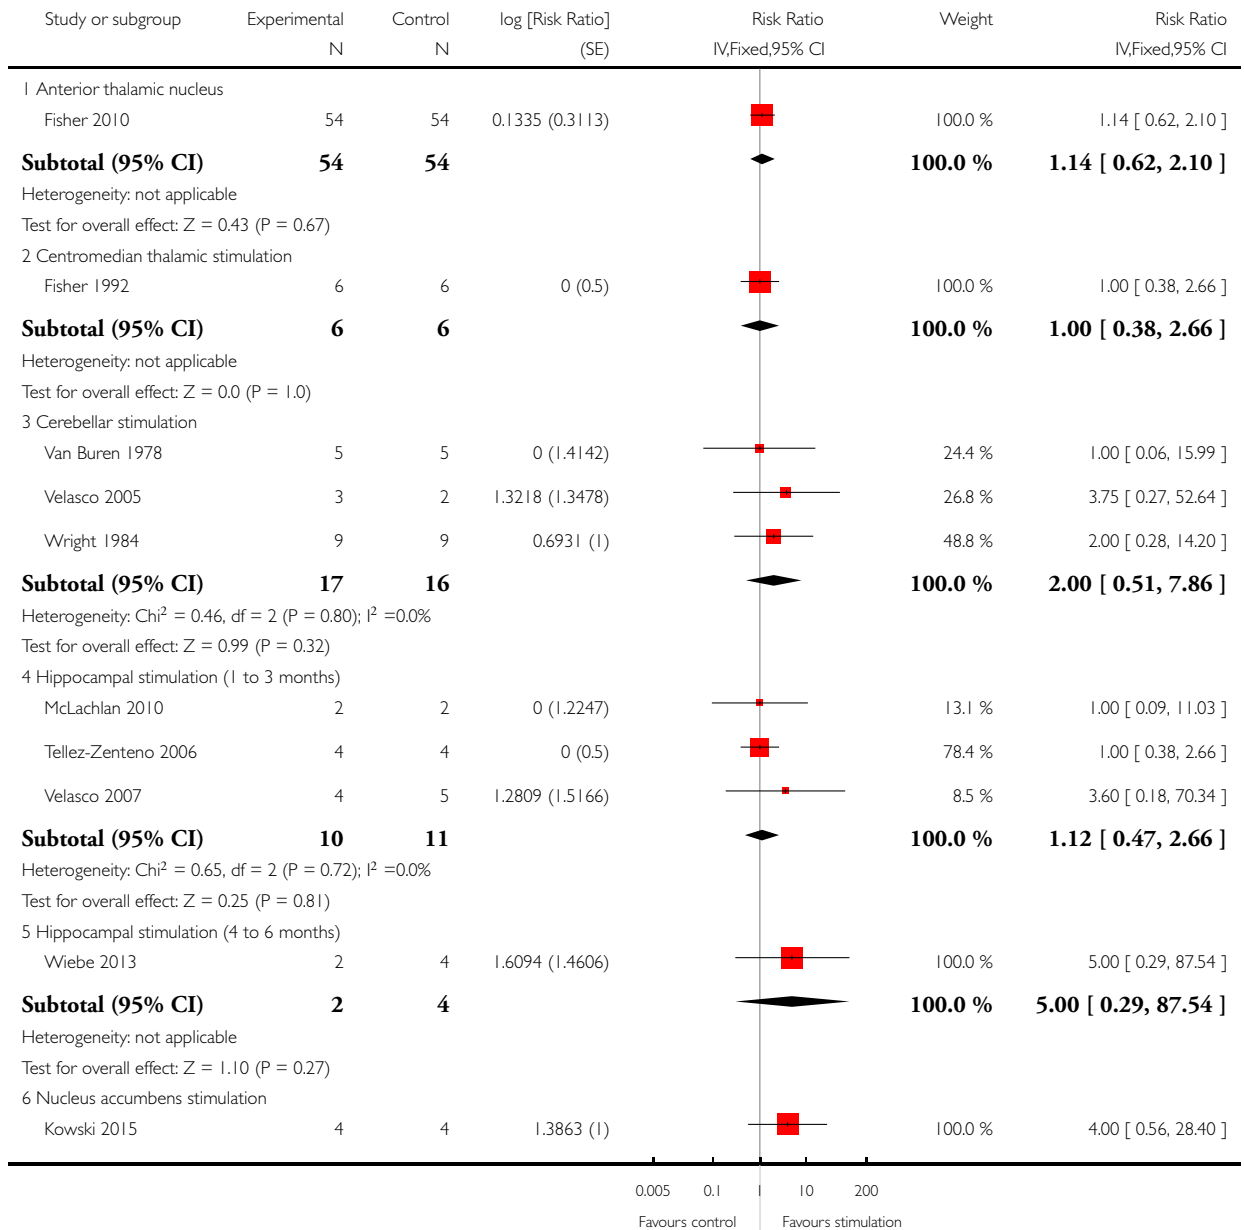 Study or subgroup Experimental Control log [Risk Ratio] Risk Ratio Weight Risk Ratio
N N (SE) IV,Fixed,95% CI IV,Fixed,95% CI
1 Anterior thalamic nucleus
Fisher 2010 54 54 0.1335 (0.3113) 100.0 % 1.14 [ 0.62, 2.10 ]
Subtotal (95% CI) 54 54 100.0 % 1.14 [ 0.62, 2.10 ]
Heterogeneity: not applicable
Test for overall effect: Z = 0.43 (P = 0.67)
2 Centromedian thalamic stimulation
Fisher 1992 6 6 0 (0.5) 100.0 % 1.00 [ 0.38, 2.66 ]
Subtotal (95% CI) 6 6 100.0 % 1.00 [ 0.38, 2.66 ]
Heterogeneity: not applicable
Test for overall effect: Z = 0.0 (P = 1.0)
3 Cerebellar stimulation
Van Buren 1978 5 5 0 (1.4142) 24.4 % 1.00 [ 0.06, 15.99 ]
Velasco 2005 3 2 1.3218 (1.3478) 26.8 % 3.75 [ 0.27, 52.64 ]
Wright 1984 9 9 0.6931 (1) 48.8 % 2.00 [ 0.28, 14.20 ]
Subtotal (95% CI) 17 16 100.0 % 2.00 [ 0.51, 7.86 ]
Heterogeneity: Chi² = 0.46, df = 2 (P = 0.80); I² =0.0%
Test for overall effect: Z = 0.99 (P = 0.32)
4 Hippocampal stimulation (1 to 3 months)
McLachlan 2010 2 2 0 (1.2247) 13.1 % 1.00 [ 0.09, 11.03 ]
Tellez-Zenteno 2006 4 4 0 (0.5) 78.4 % 1.00 [ 0.38, 2.66 ]
Velasco 2007 4 5 1.2809 (1.5166) 8.5 % 3.60 [ 0.18, 70.34 ]
Subtotal (95% CI) 10 11 100.0 % 1.12 [ 0.47, 2.66 ]
Heterogeneity: Chi² = 0.65, df = 2 (P = 0.72); I² =0.0%
Test for overall effect: Z = 0.25 (P = 0.81)
5 Hippocampal stimulation (4 to 6 months)
Wiebe 2013 2 4 1.6094 (1.4606) 100.0 % 5.00 [ 0.29, 87.54 ]
Subtotal (95% CI) 2 4 100.0 % 5.00 [ 0.29, 87.54 ]
Heterogeneity: not applicable
Test for overall effect: Z = 1.10 (P = 0.27)
6 Nucleus accumbens stimulation
Kowski 2015 4 4 1.3863 (1) 100.0 % 4.00 [ 0.56, 28.40 ]
0.005 0.1 1 10 200
Favours control Favours stimulation